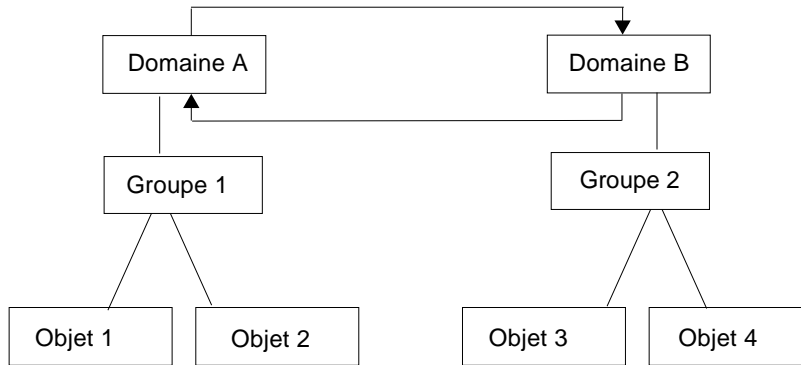 Domaine A
Domaine B
Groupe 1
Groupe 2
Objet 1
Objet 2
Objet 3
Objet 4